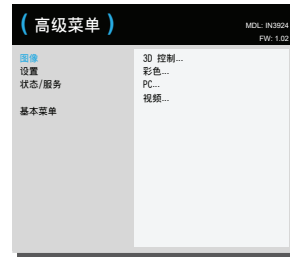 (高级菜单)
MDL: IN3924
FW: 1.02
图像
设置
状态/服务
基本菜单
3D 控制...
彩色...
PC...
视频...